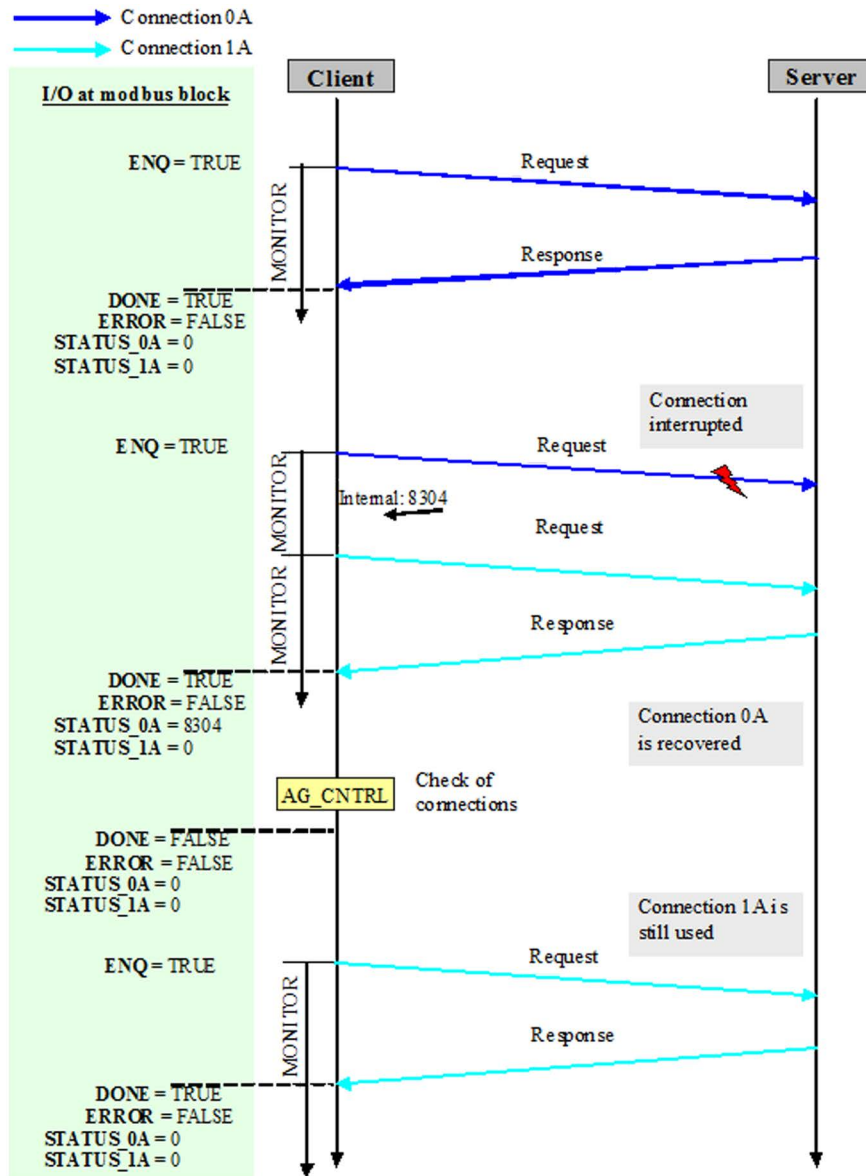 Connection 0A
Connection 1A
I/O at modbus block
Client
Server
ENQ = TRUE
MONITOR
Request
Response
DONE = TRUE
ERROR = FALSE
STATUS_0A = 0
STATUS_1A = 0
Connection
interrupted
ENQ = TRUE
MONITOR
Request
Internal: 8304
Request
MONITOR
Response
DONE = TRUE
ERROR = FALSE
STATUS_0A = 8304
STATUS_1A = 0
Connection 0A
is recovered
AG_CNTRL
Check of
connections
DONE = FALSE
ERROR = FALSE
STATUS_0A = 0
STATUS_1A = 0
Connection 1A is
still used
ENQ = TRUE
MONITOR
Request
Response
DONE = TRUE
ERROR = FALSE
STATUS_0A = 0
STATUS_1A = 0